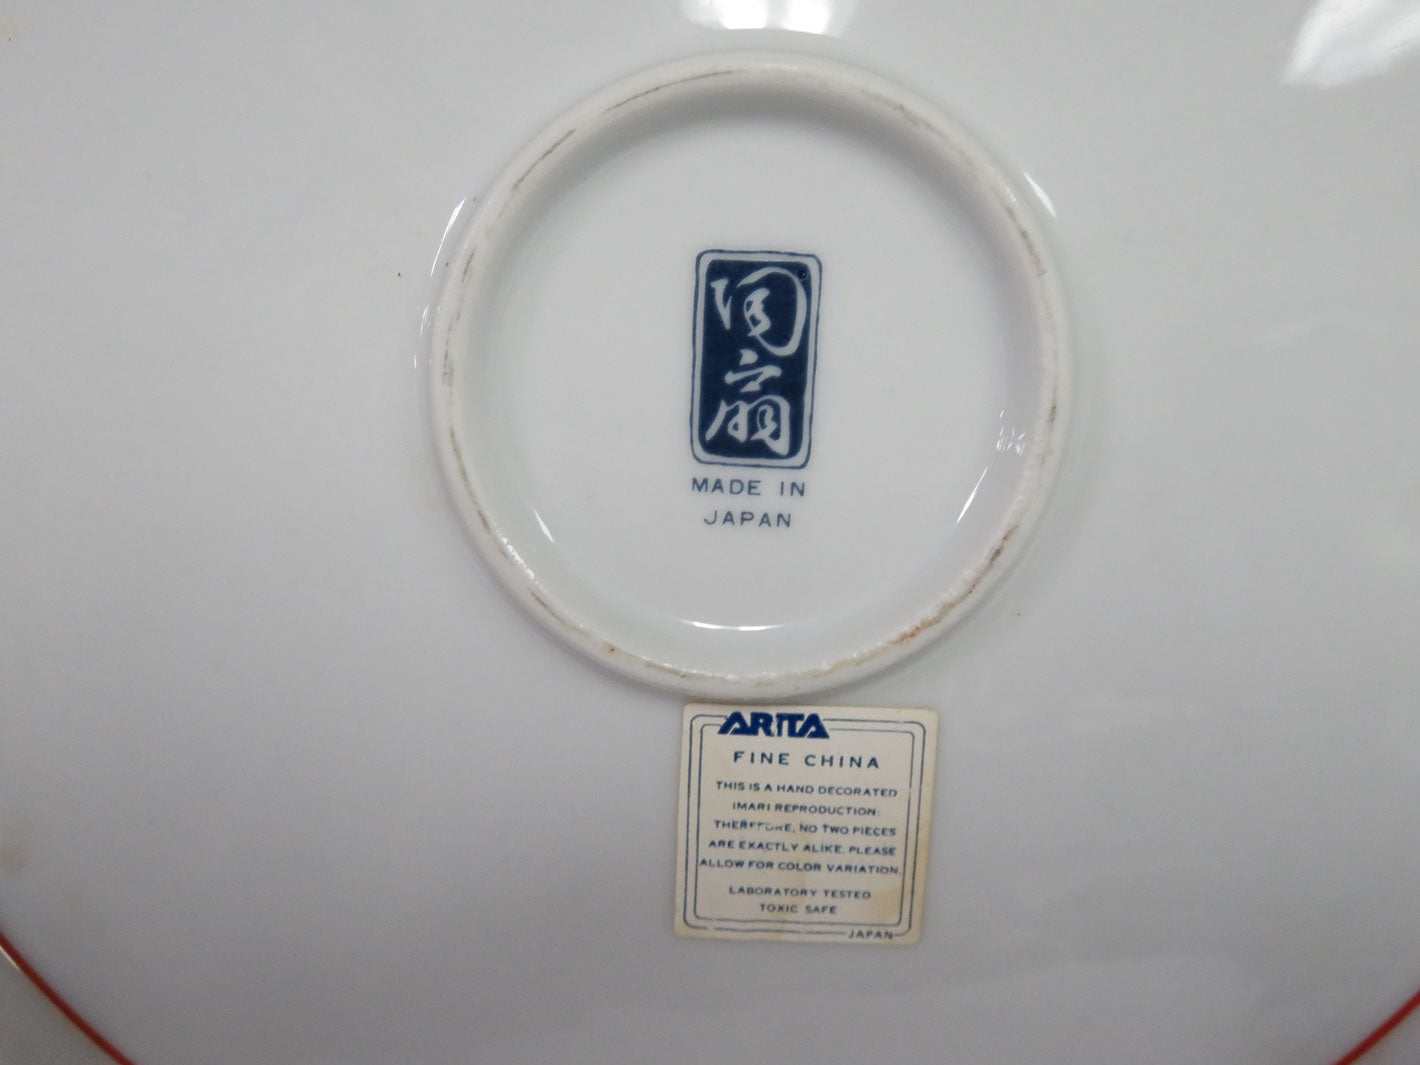 扇
MADE IN
JAPAN
ARITA
FINE CHINA
THIS IS A HAND DECORATED
IMARI REPRODUCTION;
THEREFORE, NO TWO PIECES
ARE EXACTLY ALIKE. PLEASE
ALLOW FOR COLOR VARIATION.
LABORATORY TESTED
TOXIC SAFE
JAPAN